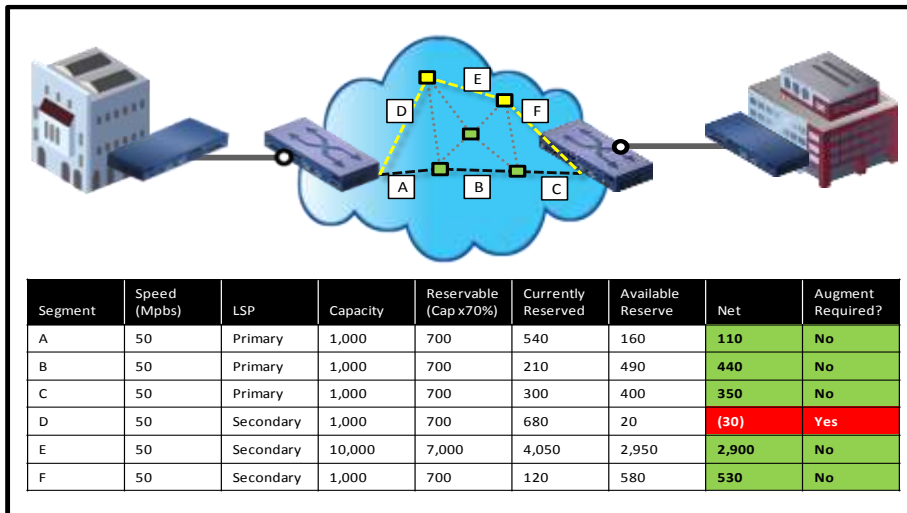 E
D
F
A
B
C
Segment Speed (Mpbs) LSP Capacity Reservable (Cap x70%) Currently Reserved Available Reserve Net Augment Required?
A 50 Primary 1,000 700 540 160 110 No
B 50 Primary 1,000 700 210 490 440 No
C 50 Primary 1,000 700 300 400 350 No
D 50 Secondary 1,000 700 680 20 (30) Yes
E 50 Secondary 10,000 7,000 4,050 2,950 2,900 No
F 50 Secondary 1,000 700 120 580 530 No